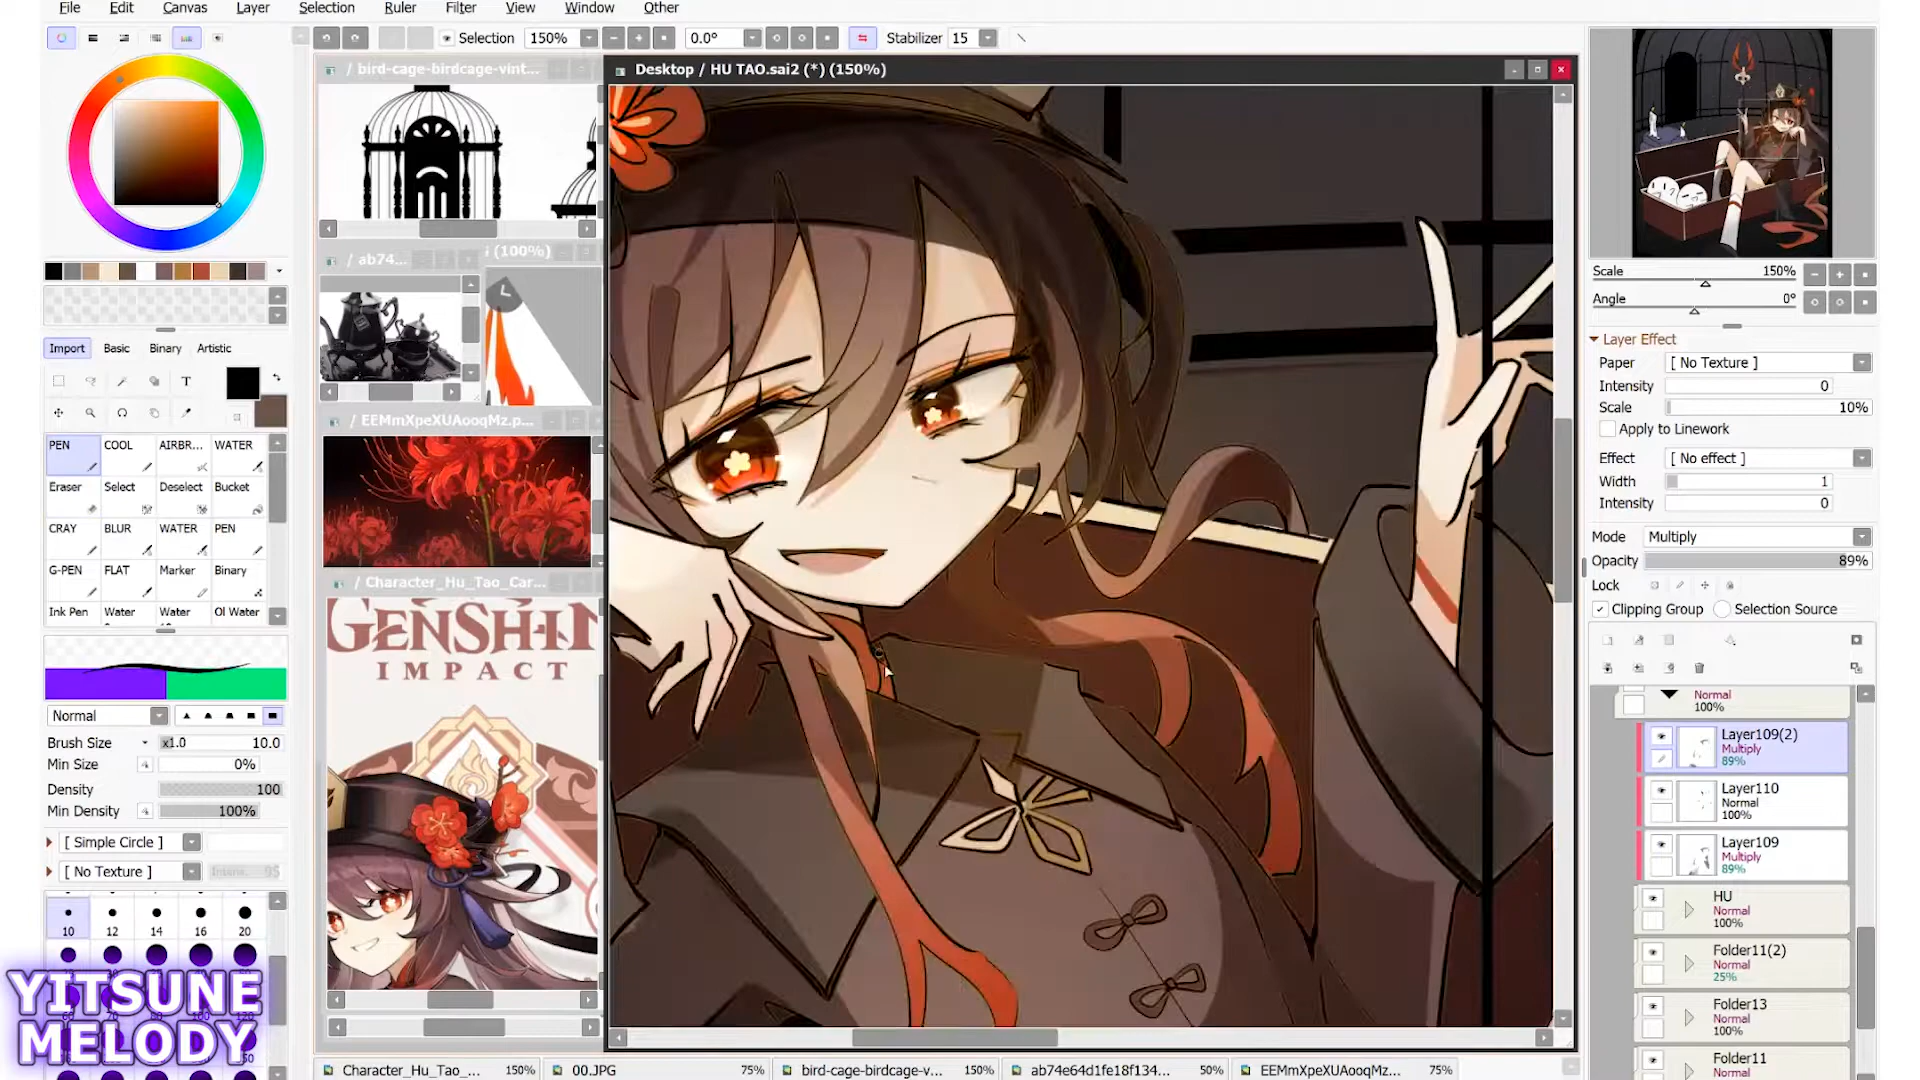 File Edit Canvas Layer Selection Ruler Filter View Window Other
Selection 150% 0.0° Stabilizer 15
/ bird-cage-birdcage-vint...
Desktop / HU TAO.sai2 (*) (150%)
/ ab74...
(100%)
/ EEMmXpeXUAooqMz.p...
/ Character_Hu_Tao_Car...
GENSHIN
IMPACT
Import Basic Binary Artistic
T
PEN COOL AIRBR... WATER
Eraser Select Deselect Bucket
CRAY BLUR WATER PEN
G-PEN FLAT Marker Binary
Ink Pen Water Water Ol Water
Normal
Brush Size x1.0 10.0
Min Size 0%
Density 100
Min Density 100%
[ Simple Circle ]
[ No Texture ] 95
10 12 14 16 20
YITSUNE
MELODY
Scale 150%
Angle 0°
Layer Effect
Paper [ No Texture ]
Intensity 0
Scale 10%
Apply to Linework
Effect [ No effect ]
Width 1
Intensity 0
Mode Multiply
Opacity 89%
Lock
Clipping Group Selection Source
Normal
100%
Layer109(2)
Multiply
89%
Layer110
Normal
100%
Layer109
Multiply
89%
HU
Normal
100%
Folder11(2)
Normal
25%
Folder13
Normal
100%
Folder11
Normal
Character_Hu_Tao_... 150% 00.JPG 75% bird-cage-birdcage-v... 150% ab74e64d1fe18f134... 50% EEMmXpeXUAooqMz... 75%